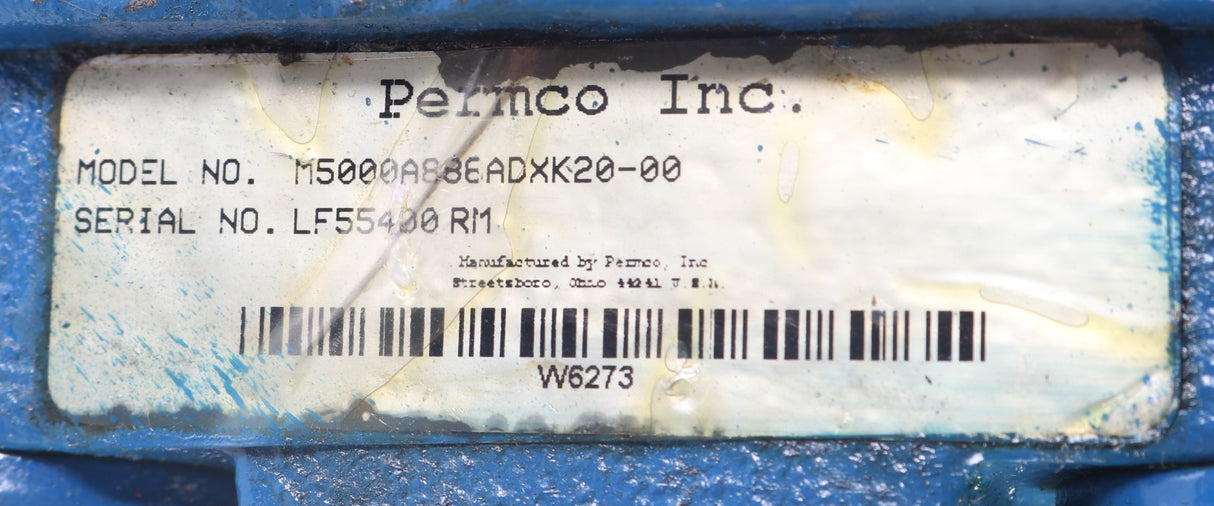 Permco Inc.
MODEL NO. M5000A886ADXK20-00
SERIAL NO. LF55400 RM
Manufactured by Permco, Inc
Streetsboro, Ohio 44241 U.S.A.
W6273